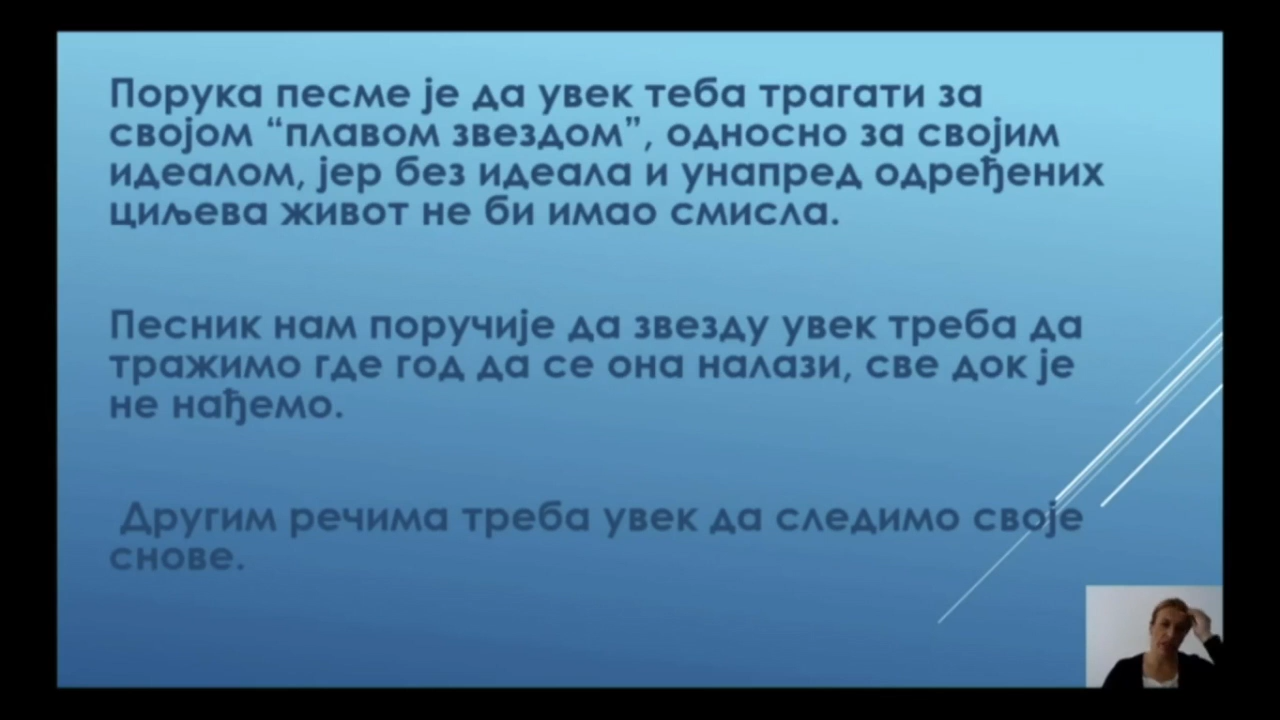 Порука песме је да увек теба трагати за
својом “плавом звездом”, односно за својим
идеалом, јер без идеала и унапред одређених
циљева живот не би имао смисла.
Песник нам поручије да звезду увек треба да
тражимо где год да се она налази, све док је
не нађемо.
Другим речима треба увек да следимо своје
снове.